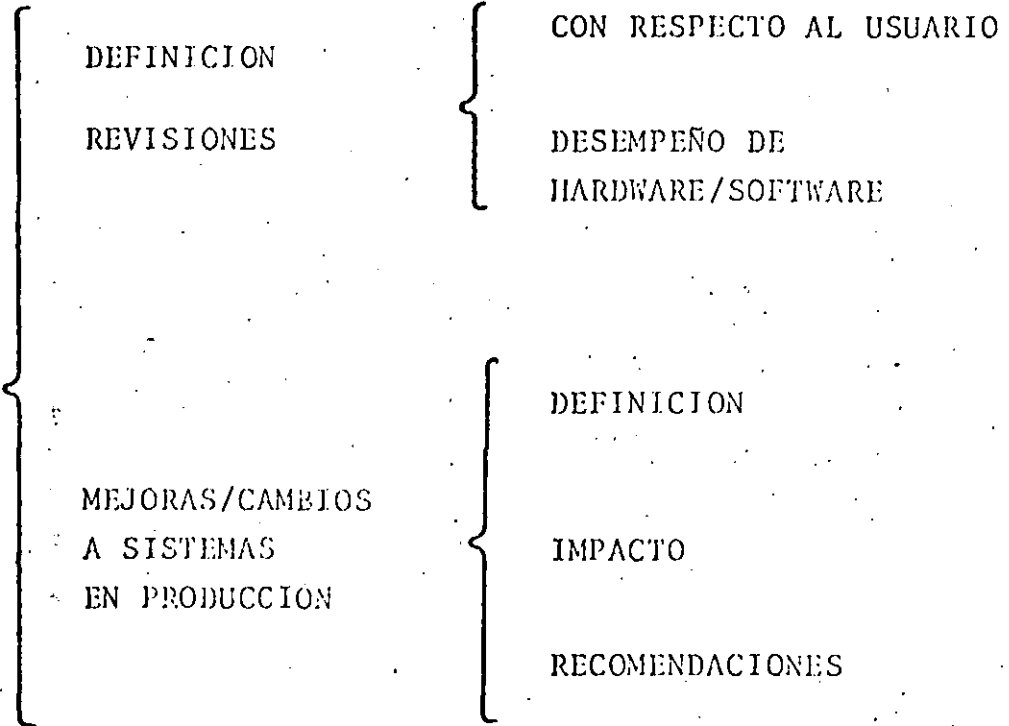 DEFINICION
REVISIONES
CON RESPECTO AL USUARIO
DESEMPEÑO DE
HARDWARE/SOFTWARE
MEJORAS/CAMBIOS
A SISTEMAS
EN PRODUCCION
DEFINICION
IMPACTO
RECOMENDACIONES